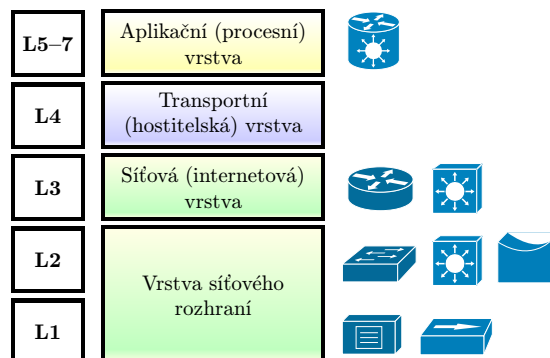 L5–7
Aplikační (procesní)
vrstva
L4
Transportní
(hostitelská) vrstva
L3
Síťová (internetová)
vrstva
L2
Vrstva síťového
rozhraní
L1